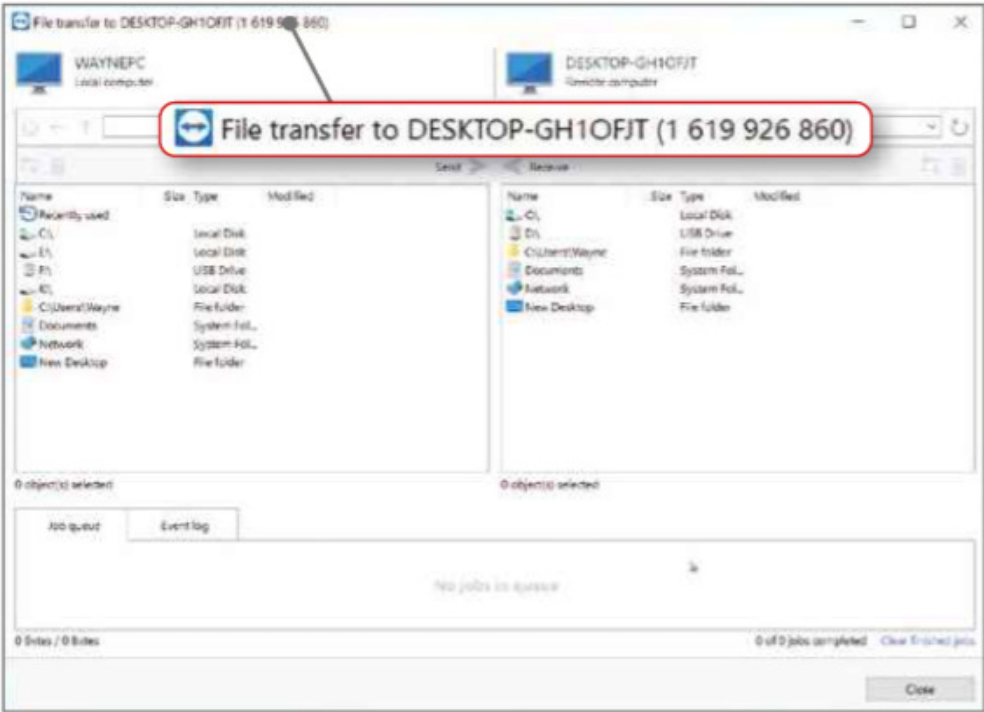 File transfer to DESKTOP-GH1OFJT (1 619 926 860)
WAYNEPC
Local computer
DESKTOP-GH1OFJT
Remote computer
File transfer to DESKTOP-GH1OFJT (1 619 926 860)
Send
Receive
Name Size Type Modified
Recently used
C:\ Local Disk
E:\ Local Disk
F:\ USB Drive
K:\ Local Disk
C:\Users\Wayne File folder
Documents System Fol...
Network System Fol...
New Desktop File folder
Name Size Type Modified
C:\ Local Disk
D:\ USB Drive
C:\Users\Wayne File folder
Documents System Fol...
Network System Fol...
New Desktop File folder
0 object(s) selected
0 object(s) selected
Job queue Event log
No jobs in queue
0 Bytes / 0 Bytes
0 of 0 jobs completed Clear finished jobs
Close